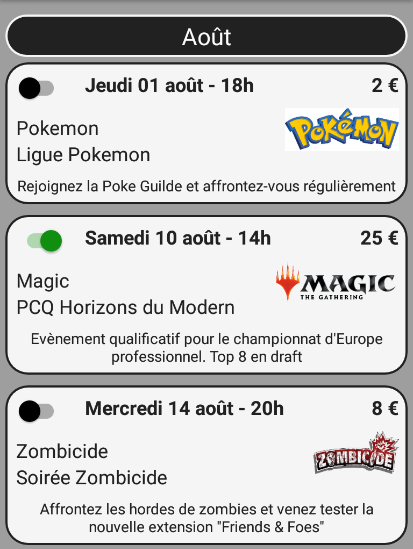 Août
Jeudi 01 août - 18h 2 €
Pokemon
POKéMON
Ligue Pokemon
Rejoignez la Poke Guilde et affrontez-vous régulièrement
Samedi 10 août - 14h 25 €
Magic
MAGIC
THE GATHERING
PCQ Horizons du Modern
Evènement qualificatif pour le championnat d'Europe
professionnel. Top 8 en draft
Mercredi 14 août - 20h 8 €
Zombicide
ZOMBICIDE
Soirée Zombicide
Affrontez les hordes de zombies et venez tester la
nouvelle extension "Friends & Foes"